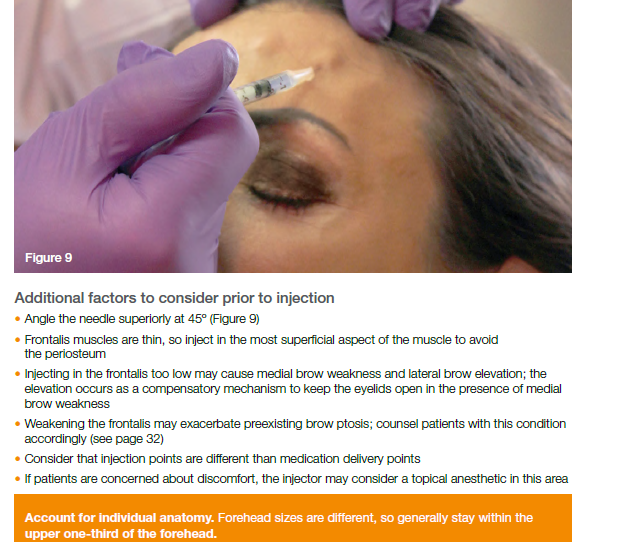 Figure 9
Additional factors to consider prior to injection
• Angle the needle superiorly at 45º (Figure 9)
• Frontalis muscles are thin, so inject in the most superficial aspect of the muscle to avoid
the periosteum
• Injecting in the frontalis too low may cause medial brow weakness and lateral brow elevation; the
elevation occurs as a compensatory mechanism to keep the eyelids open in the presence of medial
brow weakness
• Weakening the frontalis may exacerbate preexisting brow ptosis; counsel patients with this condition
accordingly (see page 32)
• Consider that injection points are different than medication delivery points
• If patients are concerned about discomfort, the injector may consider a topical anesthetic in this area
Account for individual anatomy. Forehead sizes are different, so generally stay within the
upper one-third of the forehead.